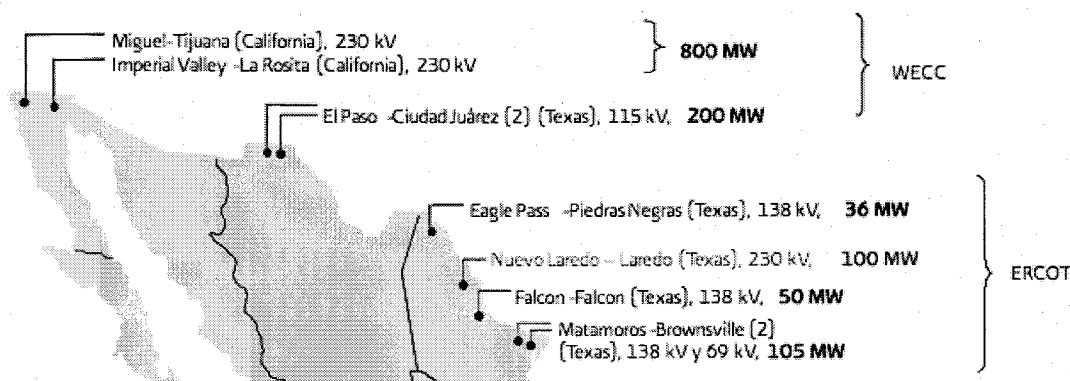 Miguel-Tijuana (California), 230 kV
Imperial Valley -La Rosita (California), 230 kV
800 MW
WECC
El Paso -Ciudad Juárez (2) (Texas), 115 kV, 200 MW
Eagle Pass -Piedras Negras (Texas), 138 kV, 36 MW
Nuevo Laredo – Laredo (Texas), 230 kV, 100 MW
ERCOT
Falcon -Falcon (Texas), 138 kV, 50 MW
Matamoros -Brownsville (2)
(Texas), 138 kV y 69 kV, 105 MW